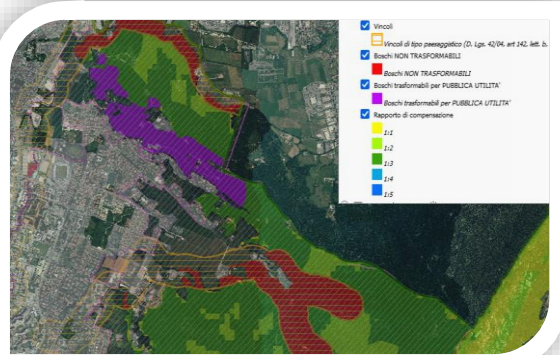 Vincoli
Vincoli di tipo paesaggistico (D. Lgs. 42/04, art 142, lett. b,
Boschi NON TRASFORMABILI
Boschi NON TRASFORMABILI
Boschi trasformabili per PUBBLICA UTILITA'
Boschi trasformabili per PUBBLICA UTILITA'
Rapporto di compensazione
1:1
1:2
1:3
1:4
1:5